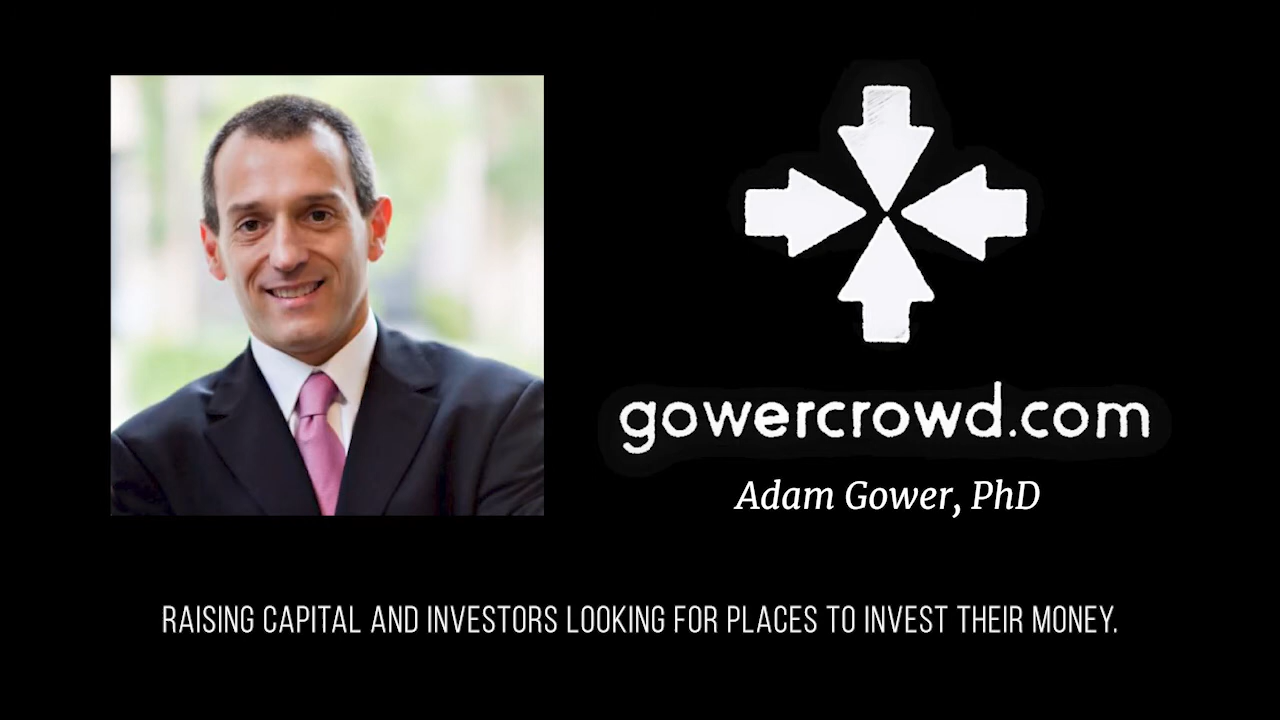 gowercrowd.com
Adam Gower, PhD
RAISING CAPITAL AND INVESTORS LOOKING FOR PLACES TO INVEST THEIR MONEY.